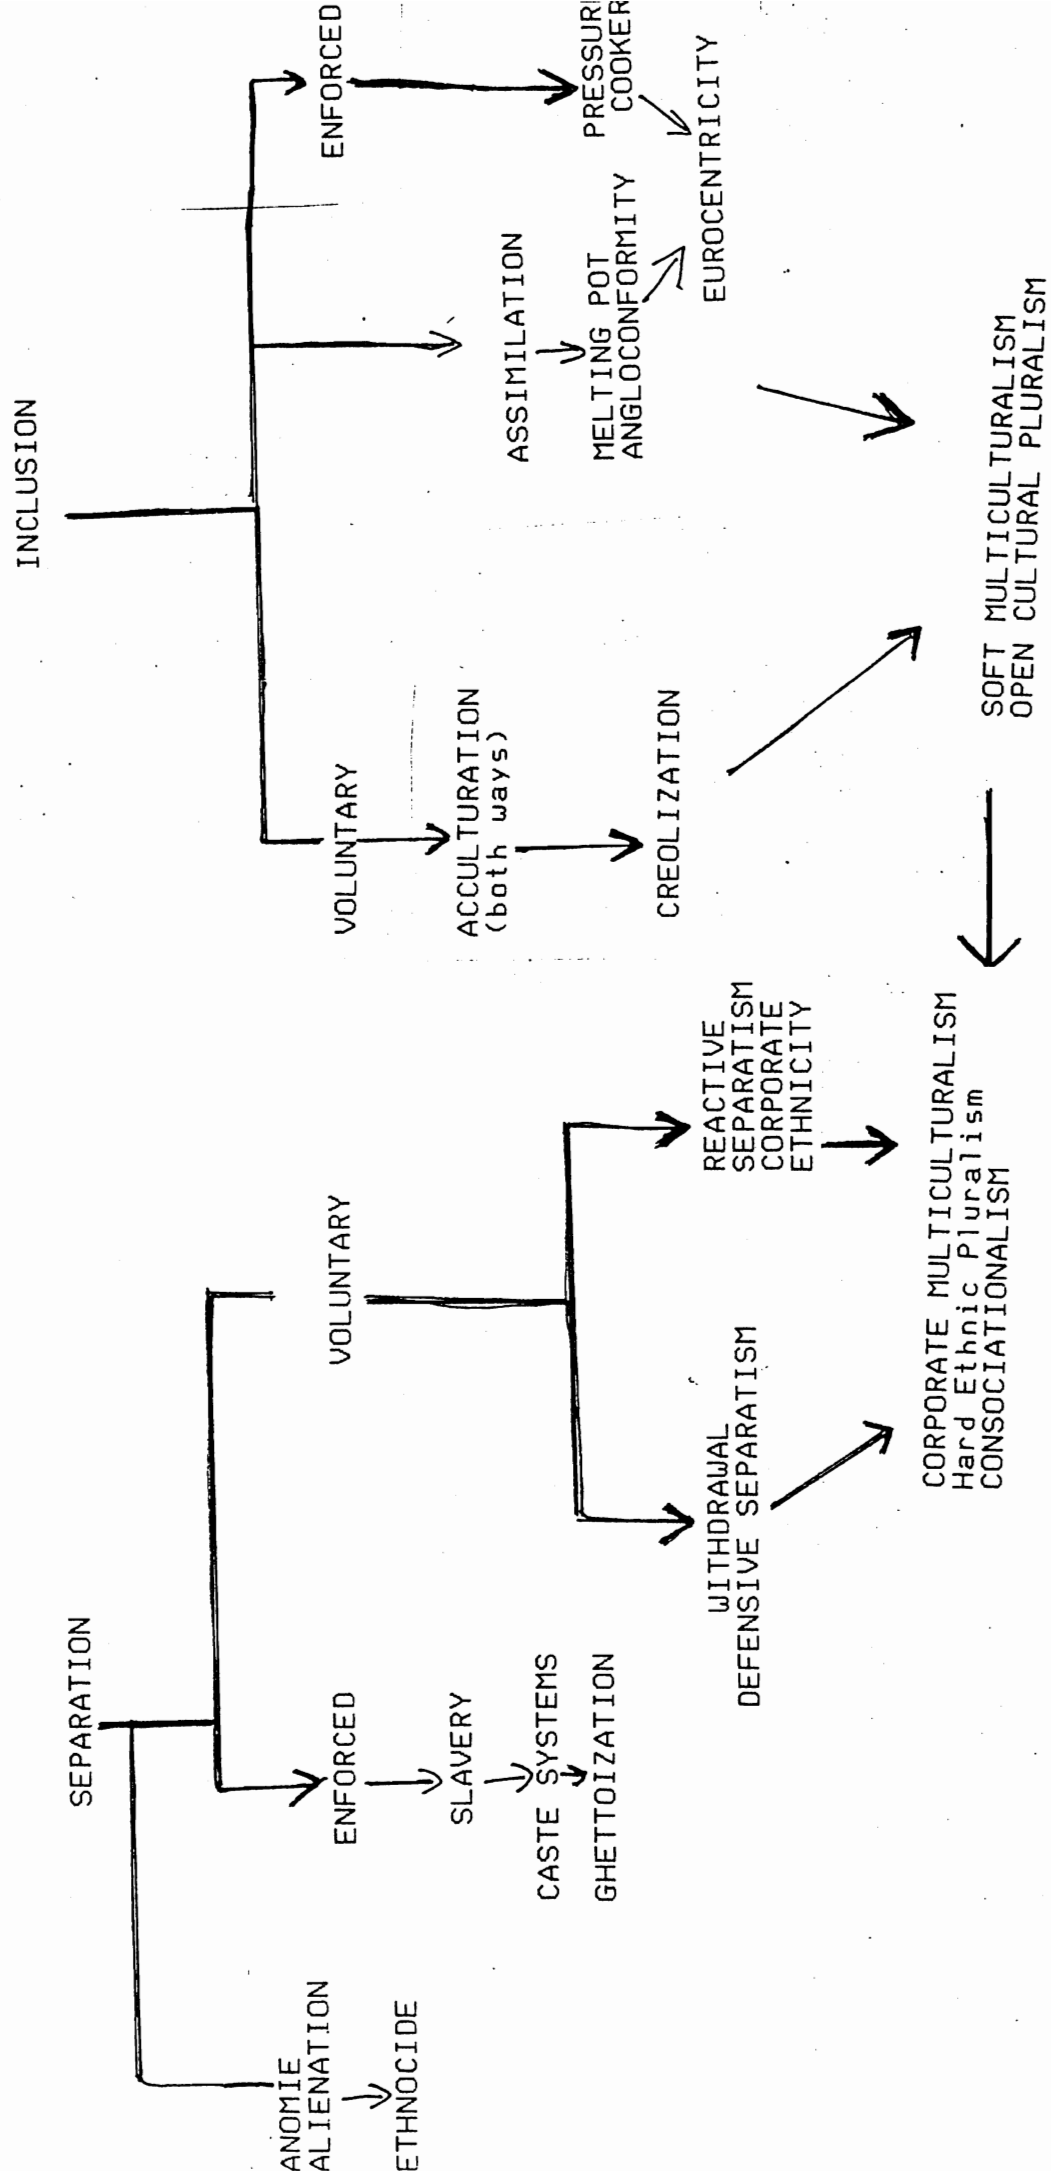 SEPARATION
ANOMIE
ALIENATION
ETHNOCIDE
ENFORCED
SLAVERY
CASTE SYSTEMS
GHETTOIZATION
VOLUNTARY
WITHDRAWAL
DEFENSIVE SEPARATISM
REACTIVE
SEPARATISM
CORPORATE
ETHNICITY
CORPORATE MULTICULTURALISM
Hard Ethnic Pluralism
CONSOCIATIONALISM
INCLUSION
VOLUNTARY
ACCULTURATION
(both ways)
CREOLIZATION
ASSIMILATION
MELTING POT
ANGLOCONFORMITY
ENFORCED
PRESSURE
COOKER
EUROCENTRICITY
SOFT MULTICULTURALISM
OPEN CULTURAL PLURALISM